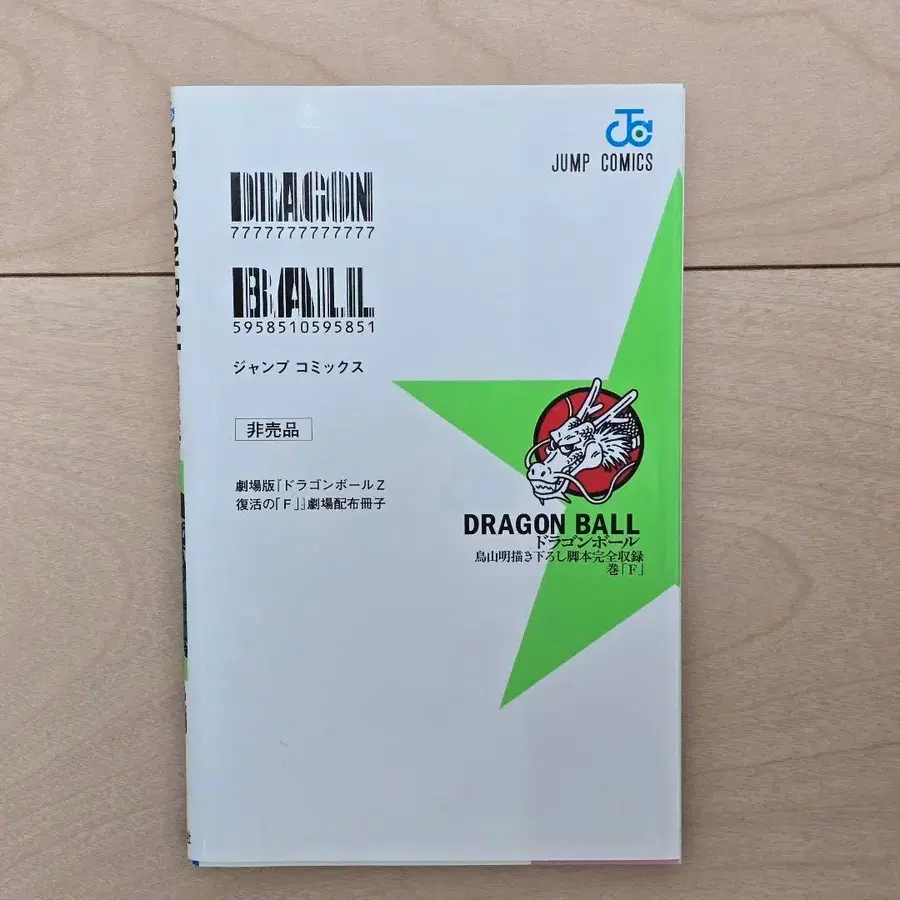 JUMP COMICS
DRAGON
7777777777777
BALL
5958510595851
ジャンプ コミックス
非売品
劇場版『ドラゴンボールZ
復活の「F」』劇場配布冊子
DRAGON BALL
ドラゴンボール
鳥山明描き下ろし脚本完全収録
巻「F」
DRAGON BALL